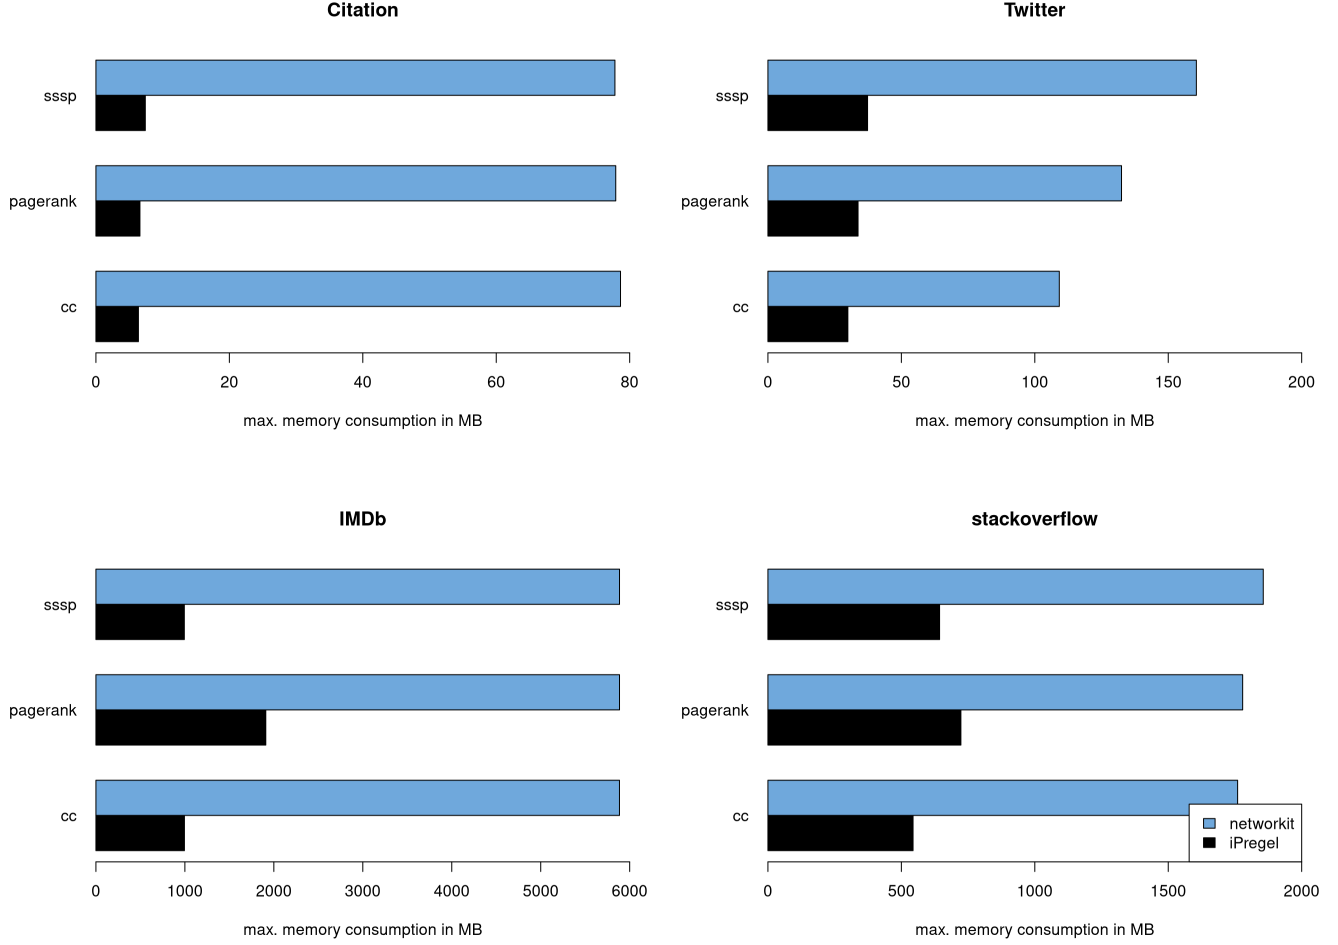 Citation
sssp
pagerank
cc
0 20 40 60 80
max. memory consumption in MB
Twitter
sssp
pagerank
cc
0 50 100 150 200
max. memory consumption in MB
IMDb
sssp
pagerank
cc
0 1000 2000 3000 4000 5000 6000
max. memory consumption in MB
stackoverflow
sssp
pagerank
cc
networkit
iPregel
0 500 1000 1500 2000
max. memory consumption in MB